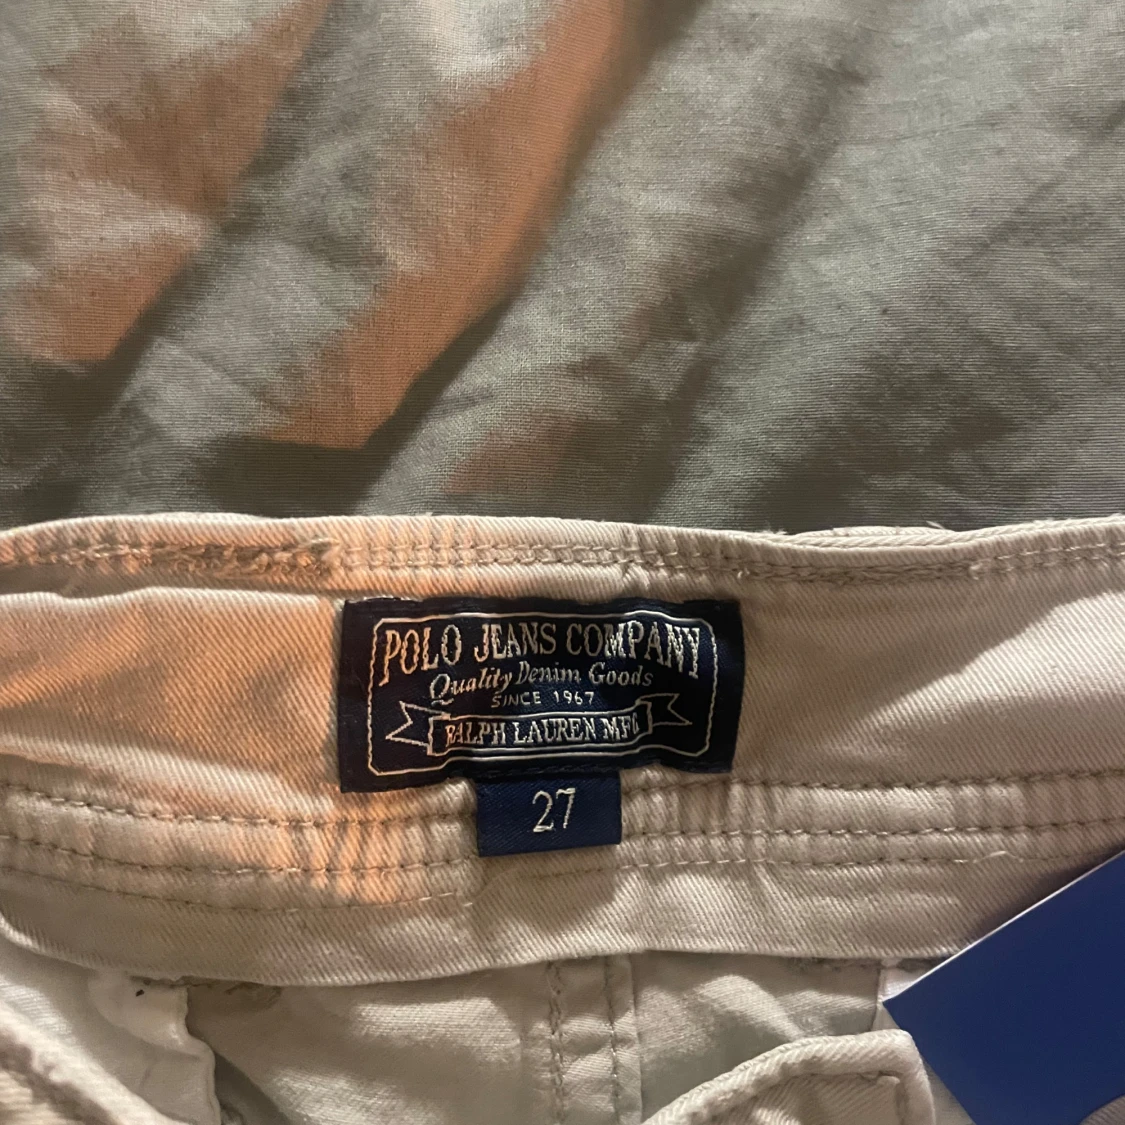 POLO JEANS COMPANY
Quality Denim Goods
SINCE 1967
RALPH LAUREN MFG
27